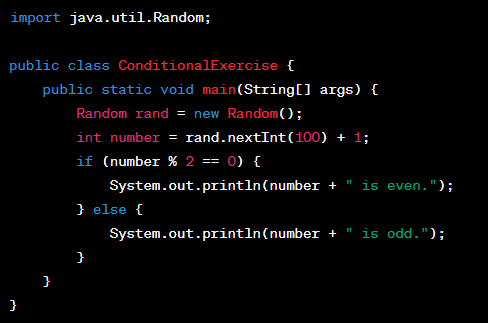 import java.util.Random;

public class ConditionalExercise {
    public static void main(String[] args) {
        Random rand = new Random();
        int number = rand.nextInt(100) + 1;
        if (number % 2 == 0) {
            System.out.println(number + " is even.");
        } else {
            System.out.println(number + " is odd.");
        }
    }
}